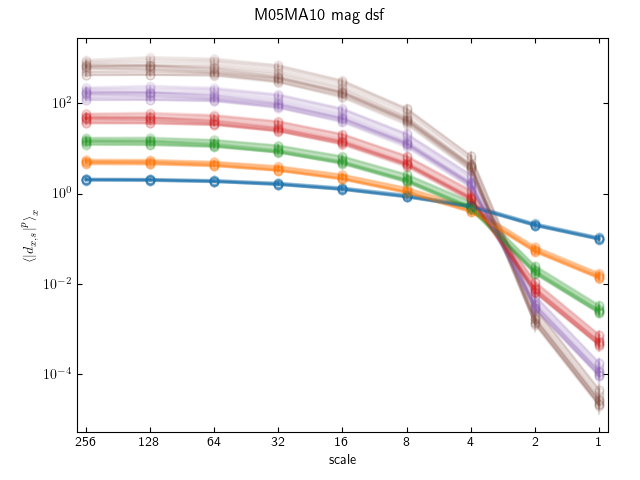 M05MA10 mag dsf
⟨|d_{x,s}|^p⟩_x
10^2
10^0
10^{-2}
10^{-4}
256 128 64 32 16 8 4 2 1
scale